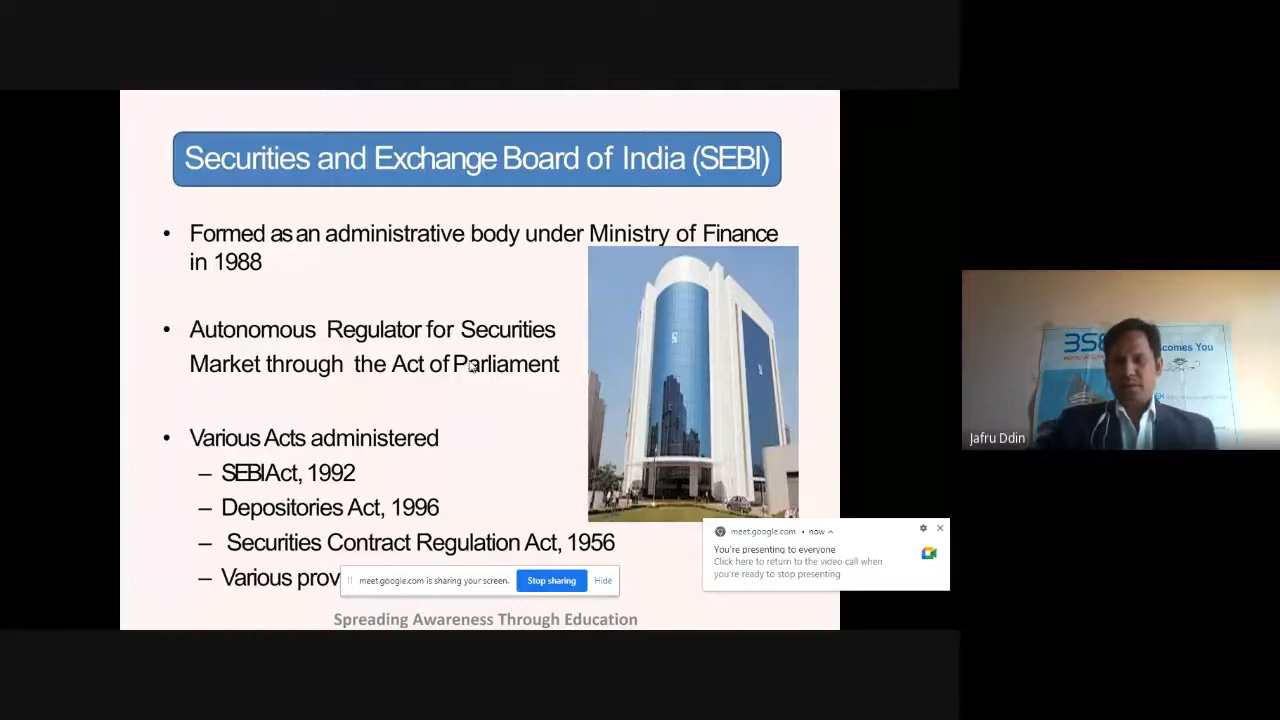 Securities and Exchange Board of India (SEBI)
• Formed as an administrative body under Ministry of Finance
in 1988
• Autonomous Regulator for Securities
Market through the Act of Parliament
• Various Acts administered
– SEBI Act, 1992
– Depositories Act, 1996
– Securities Contract Regulation Act, 1956
– Various prov
meet.google.com is sharing your screen. Stop sharing Hide
Spreading Awareness Through Education
meet.google.com • now
You're presenting to everyone
Click here to return to the video call when
you're ready to stop presenting
comes You
Jafru Ddin